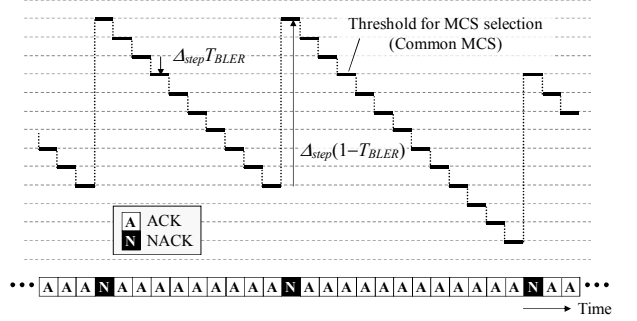 Threshold for MCS selection
(Common MCS)
Δ_step T_BLER
Δ_step(1−T_BLER)
A ACK
N NACK
••• A A A N A A A A A A A A A N A A A A A A A A A A A A N A A •••
Time